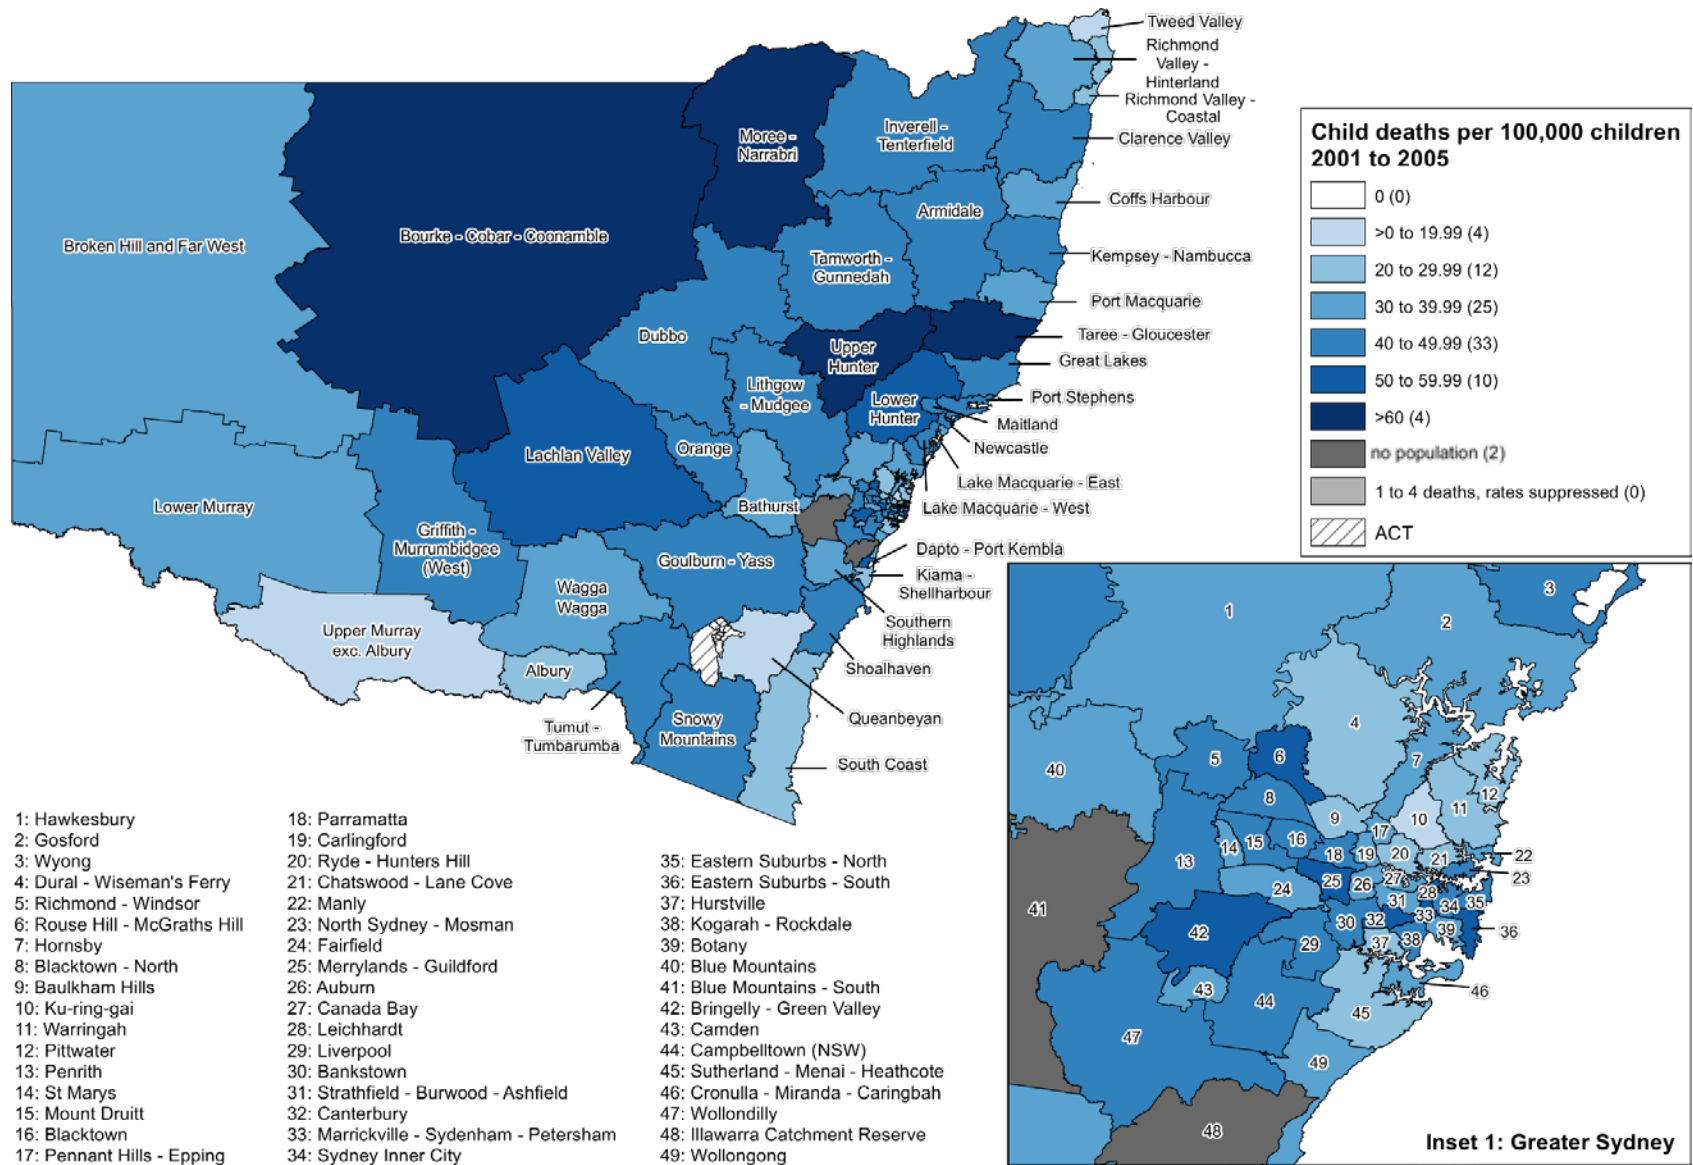 Tweed Valley
Richmond
Valley -
Hinterland
Richmond Valley -
Coastal
Clarence Valley
Coffs Harbour
Kempsey - Nambucca
Port Macquarie
Taree - Gloucester
Great Lakes
Port Stephens
Maitland
Newcastle
Lake Macquarie - East
Lake Macquarie - West
Dapto - Port Kembla
Kiama -
Shellharbour
Southern
Highlands
Shoalhaven
Queanbeyan
South Coast
Moree -
Narrabri
Inverell -
Tenterfield
Armidale
Broken Hill and Far West
Bourke - Cobar - Coonamble
Tamworth -
Gunnedah
Dubbo
Upper
Hunter
Lithgow
- Mudgee
Lower
Hunter
Orange
Lachlan Valley
Bathurst
Lower Murray
Griffith -
Murrumbidgee
(West)
Goulburn - Yass
Wagga
Wagga
Upper Murray
exc. Albury
Albury
Tumut -
Tumbarumba
Snowy
Mountains
Child deaths per 100,000 children
2001 to 2005
0 (0)
>0 to 19.99 (4)
20 to 29.99 (12)
30 to 39.99 (25)
40 to 49.99 (33)
50 to 59.99 (10)
>60 (4)
no population (2)
1 to 4 deaths, rates suppressed (0)
ACT
1
2
3
4
5
6
7
8
9
10
11
12
13
14
15
16
17
18
19
20
21
22
23
24
25
26
27
28
29
30
31
32
33
34
35
36
37
38
39
40
41
42
43
44
45
46
47
48
49
Inset 1: Greater Sydney
1: Hawkesbury
2: Gosford
3: Wyong
4: Dural - Wiseman's Ferry
5: Richmond - Windsor
6: Rouse Hill - McGraths Hill
7: Hornsby
8: Blacktown - North
9: Baulkham Hills
10: Ku-ring-gai
11: Warringah
12: Pittwater
13: Penrith
14: St Marys
15: Mount Druitt
16: Blacktown
17: Pennant Hills - Epping
18: Parramatta
19: Carlingford
20: Ryde - Hunters Hill
21: Chatswood - Lane Cove
22: Manly
23: North Sydney - Mosman
24: Fairfield
25: Merrylands - Guildford
26: Auburn
27: Canada Bay
28: Leichhardt
29: Liverpool
30: Bankstown
31: Strathfield - Burwood - Ashfield
32: Canterbury
33: Marrickville - Sydenham - Petersham
34: Sydney Inner City
35: Eastern Suburbs - North
36: Eastern Suburbs - South
37: Hurstville
38: Kogarah - Rockdale
39: Botany
40: Blue Mountains
41: Blue Mountains - South
42: Bringelly - Green Valley
43: Camden
44: Campbelltown (NSW)
45: Sutherland - Menai - Heathcote
46: Cronulla - Miranda - Caringbah
47: Wollondilly
48: Illawarra Catchment Reserve
49: Wollongong